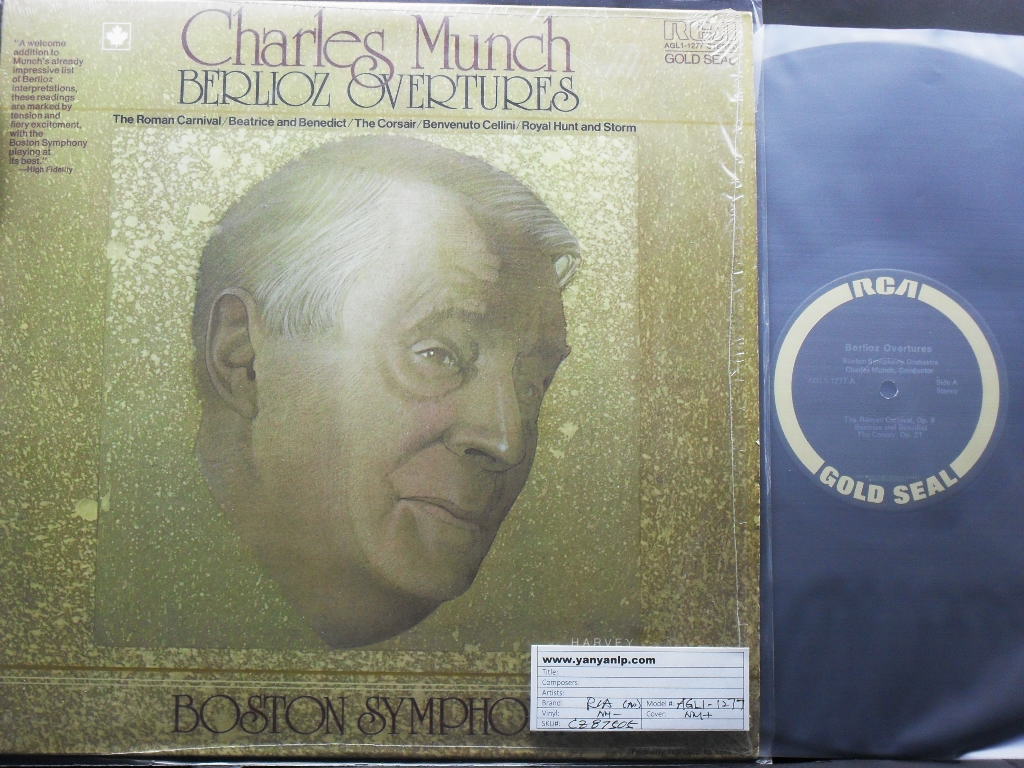 "A welcome
addition to
Munch's already
impressive list
of Berlioz
interpretations,
these readings
are marked by
tension and
fiery excitement,
with the
Boston Symphony
playing at
its best."
—High Fidelity
Charles Munch
BERLIOZ OVERTURES
The Roman Carnival/Beatrice and Benedict/The Corsair/Benvenuto Cellini/Royal Hunt and Storm
RCA
AGL1-1277
GOLD SEAL
HARVEY
BOSTON SYMPHO
www.yanyanlp.com
Title:
Composers:
Artists:
Brand: RCA Model #: AGL1-1277
Vinyl: NM- Cover: NM+
SKU#:
RCA
Berlioz Overtures
Boston Symphony Orchestra
Charles Munch, Conductor
AGL1-1277-A
Side A
Stereo
The Roman Carnival, Op. 9
Beatrice and Benedict
The Corsair, Op. 21
GOLD SEAL